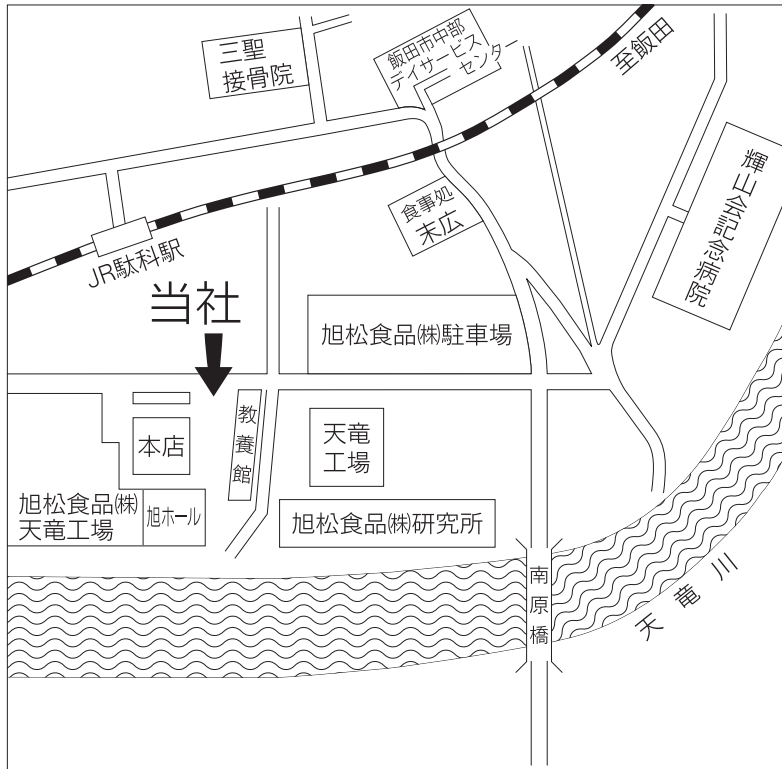 三聖
接骨院
飯田市中部
デイサービス
センター
至飯田
輝山会記念病院
食事処
末広
JR駄科駅
当社
旭松食品㈱駐車場
本店
教養館
天竜
工場
旭松食品㈱
天竜工場
旭ホール
旭松食品㈱研究所
南原橋
天竜川